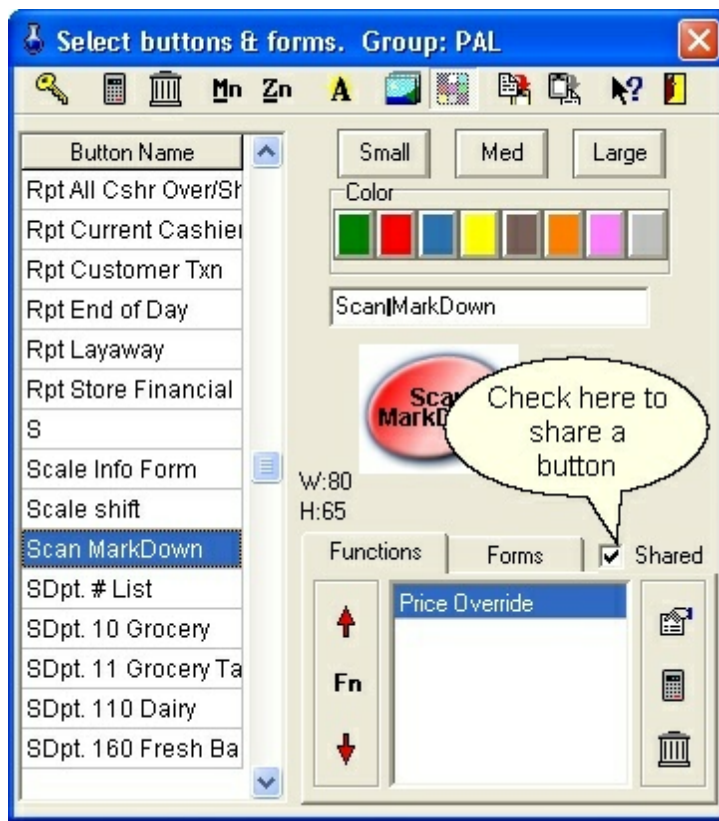 Select buttons & forms. Group: PAL
Mn Zn A ?
Button Name
Rpt All Cshr Over/Sh
Rpt Current Cashier
Rpt Customer Txn
Rpt End of Day
Rpt Layaway
Rpt Store Financial
S
Scale Info Form
Scale shift
Scan MarkDown
SDpt. # List
SDpt. 10 Grocery
SDpt. 11 Grocery Ta
SDpt. 110 Dairy
SDpt. 160 Fresh Ba
Small Med Large
Color
Scan|MarkDown
Check here to
share a
button
W:80
H:65
Functions Forms Shared
Price Override
Fn